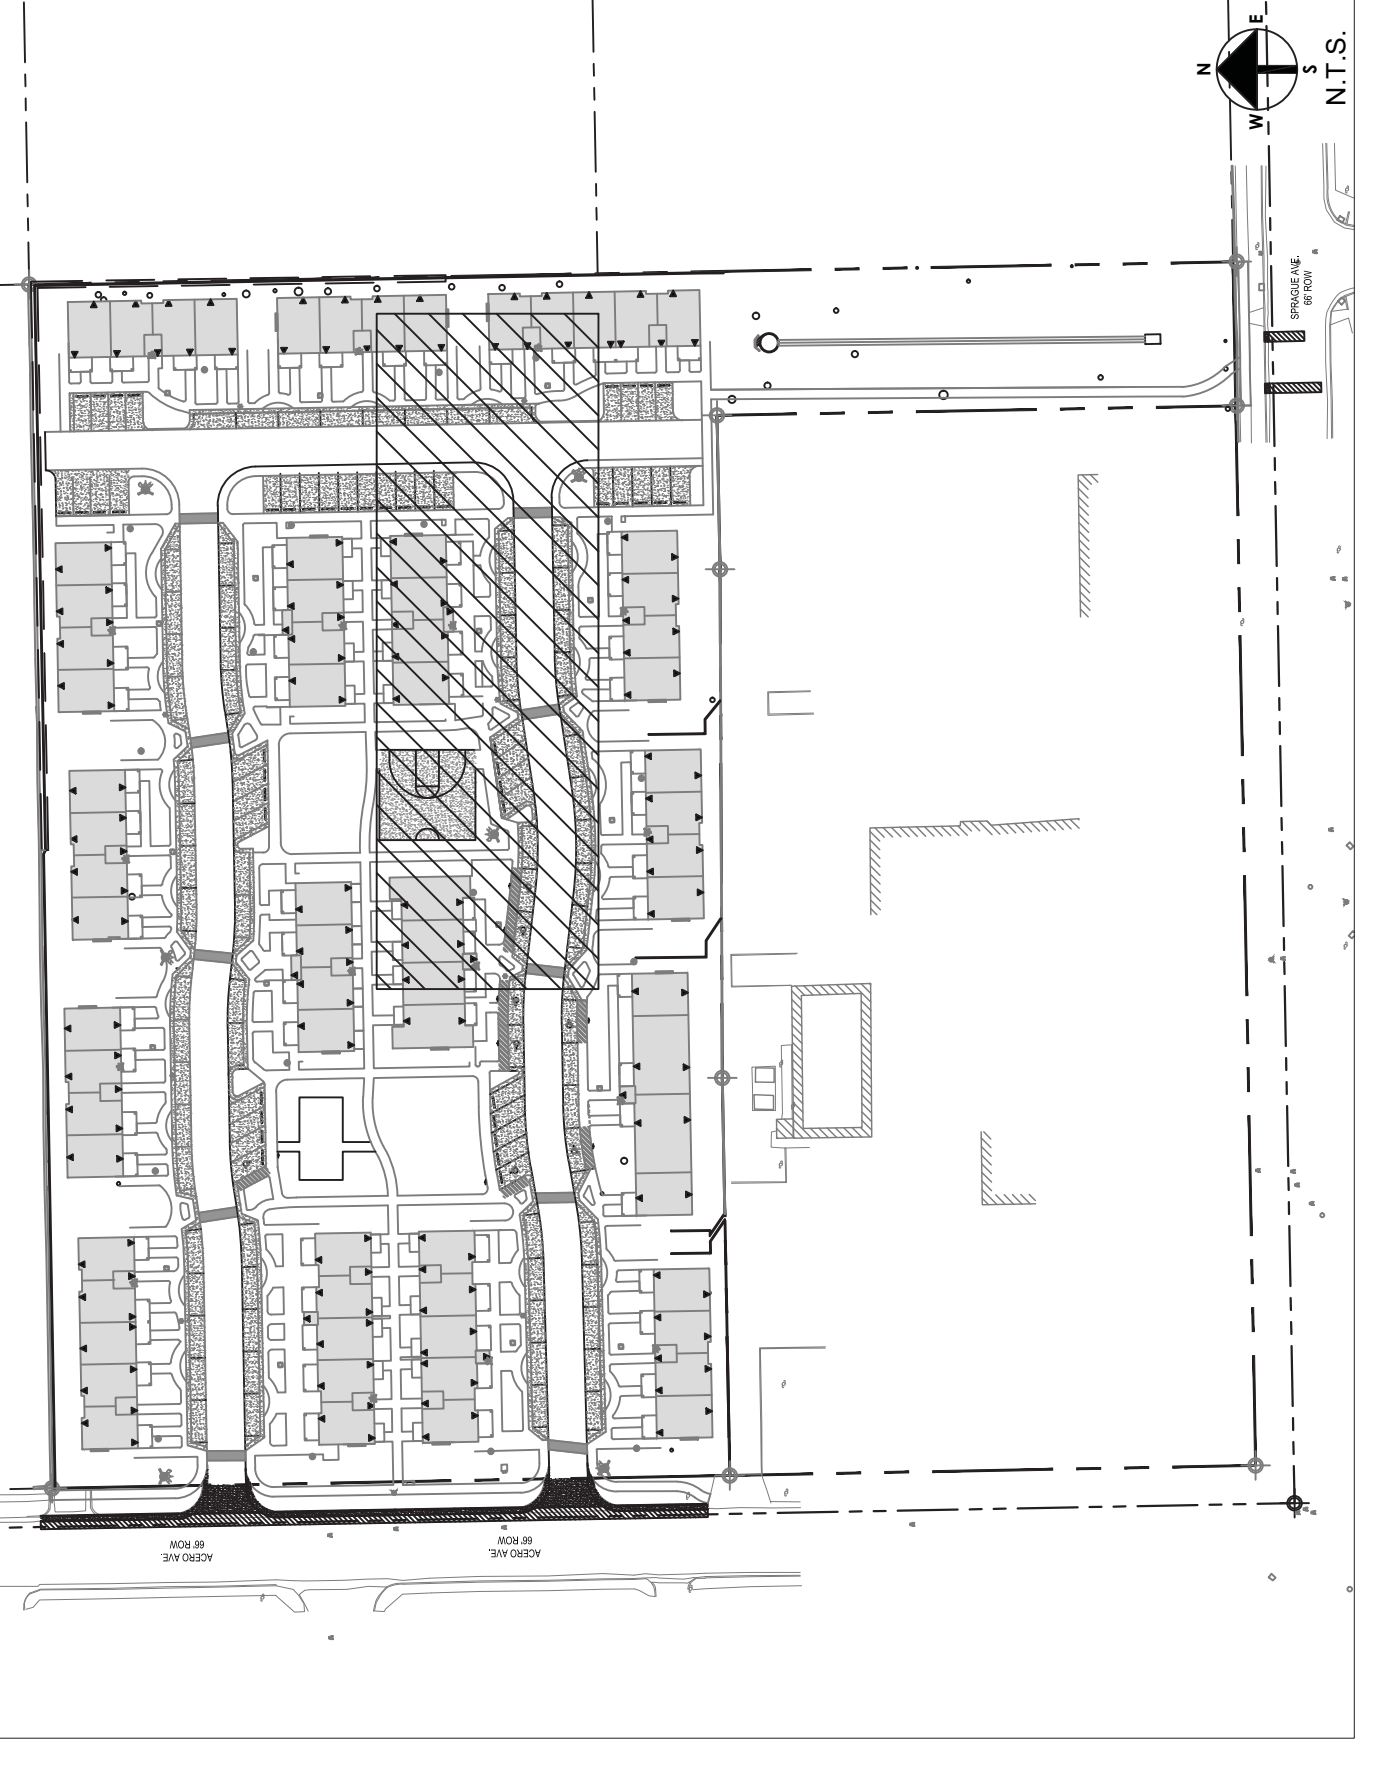 E
N
S
W
N.T.S.
SPRAGUE AVE.
66' ROW
ACERO AVE.
66' ROW
ACERO AVE.
66' ROW